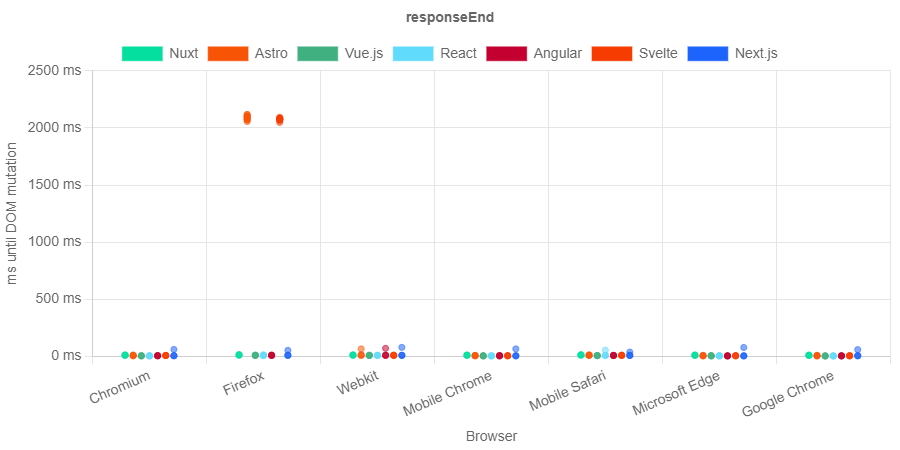 responseEnd
Nuxt Astro Vue.js React Angular Svelte Next.js
2500 ms
2000 ms
1500 ms
1000 ms
500 ms
0 ms
ms until DOM mutation
Chromium Firefox Webkit Mobile Chrome Mobile Safari Microsoft Edge Google Chrome
Browser